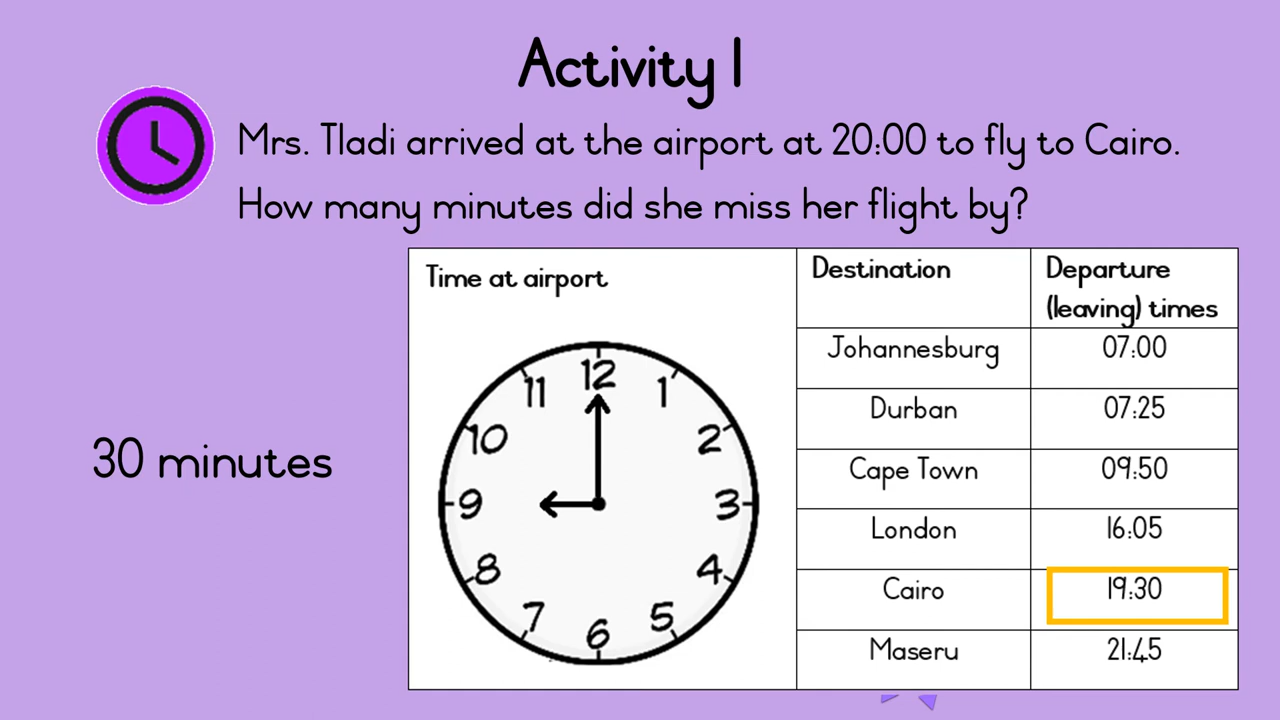 Activity 1
Mrs. Tladi arrived at the airport at 20:00 to fly to Cairo.
How many minutes did she miss her flight by?
30 minutes
Time at airport
12
1
2
3
4
5
6
7
8
9
10
11
Destination Departure (leaving) times
Johannesburg 07:00
Durban 07:25
Cape Town 09:50
London 16:05
Cairo 19:30
Maseru 21:45